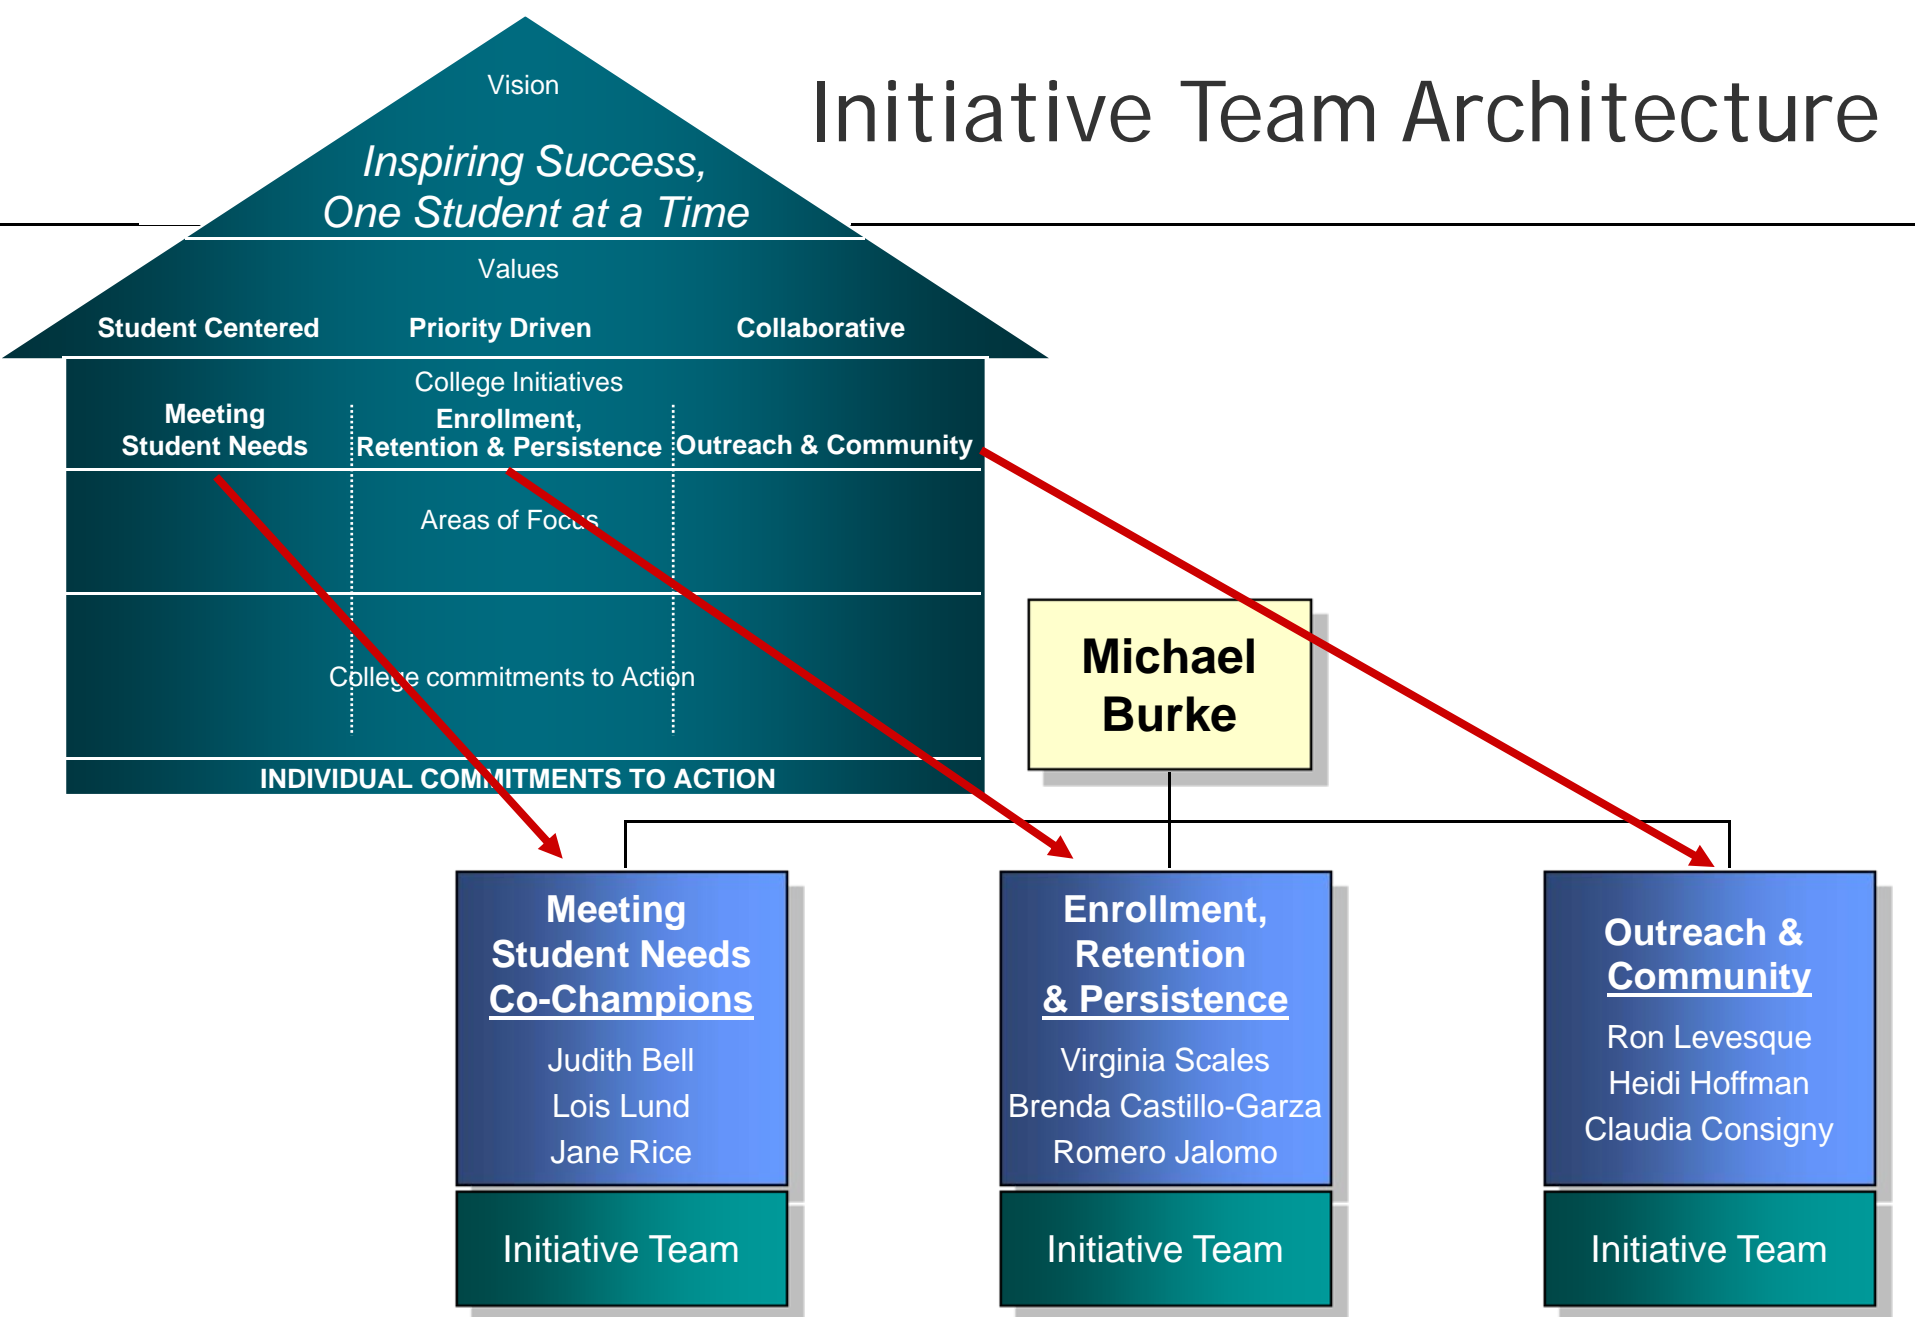 Initiative Team Architecture
Vision
Inspiring Success,
One Student at a Time
Values
Student Centered Priority Driven Collaborative
College Initiatives
Meeting
Student Needs
Enrollment,
Retention & Persistence
Outreach & Community
Areas of Focus
College commitments to Action
INDIVIDUAL COMMITMENTS TO ACTION
Michael
Burke
Meeting
Student Needs
Co-Champions
Judith Bell
Lois Lund
Jane Rice
Initiative Team
Enrollment,
Retention
& Persistence
Virginia Scales
Brenda Castillo-Garza
Romero Jalomo
Initiative Team
Outreach &
Community
Ron Levesque
Heidi Hoffman
Claudia Consigny
Initiative Team